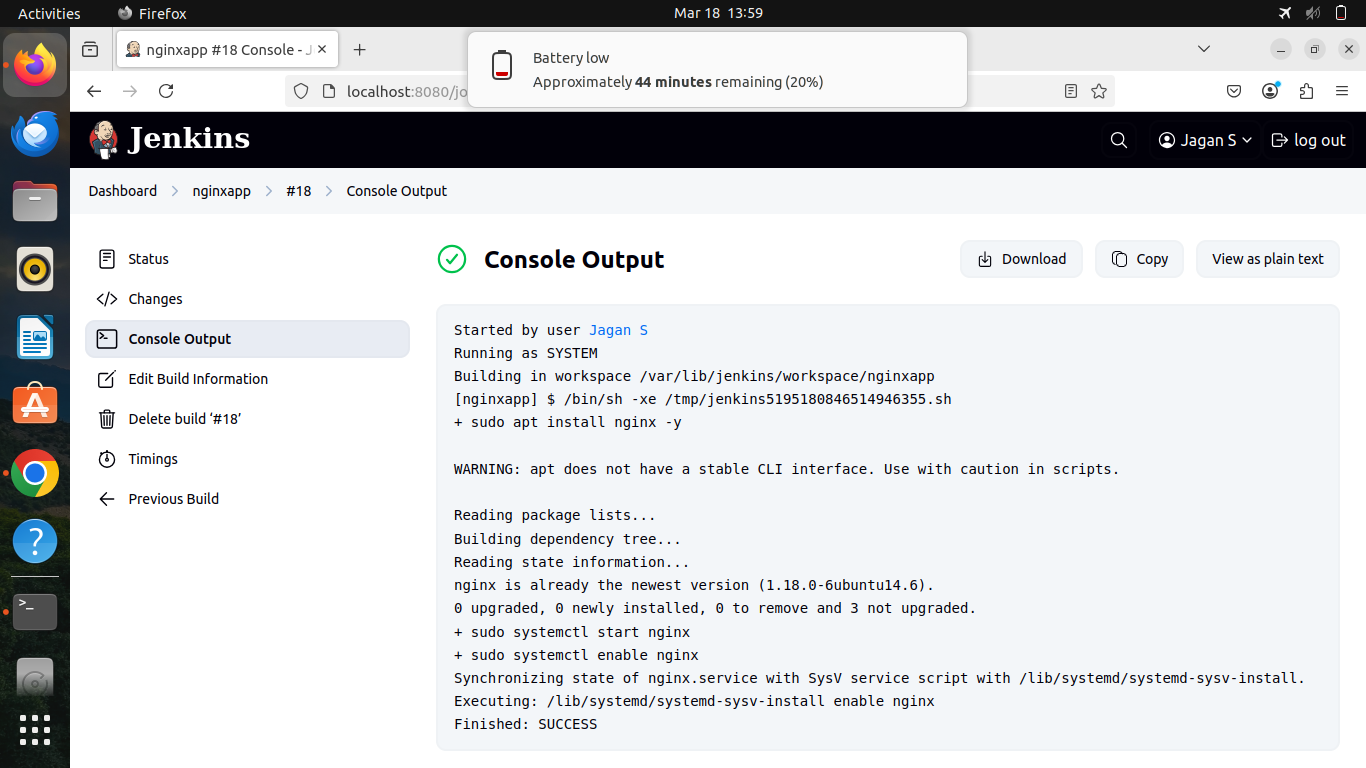 Activities Firefox Mar 18 13:59
nginxapp #18 Console - J
Battery low
Approximately 44 minutes remaining (20%)
localhost:8080/jo
Jenkins Jagan S log out
Dashboard nginxapp #18 Console Output
Status
Changes
Console Output
Edit Build Information
Delete build ‘#18’
Timings
Previous Build
Console Output Download Copy View as plain text
Started by user Jagan S
Running as SYSTEM
Building in workspace /var/lib/jenkins/workspace/nginxapp
[nginxapp] $ /bin/sh -xe /tmp/jenkins5195180846514946355.sh
+ sudo apt install nginx -y
WARNING: apt does not have a stable CLI interface. Use with caution in scripts.
Reading package lists...
Building dependency tree...
Reading state information...
nginx is already the newest version (1.18.0-6ubuntu14.6).
0 upgraded, 0 newly installed, 0 to remove and 3 not upgraded.
+ sudo systemctl start nginx
+ sudo systemctl enable nginx
Synchronizing state of nginx.service with SysV service script with /lib/systemd/systemd-sysv-install.
Executing: /lib/systemd/systemd-sysv-install enable nginx
Finished: SUCCESS